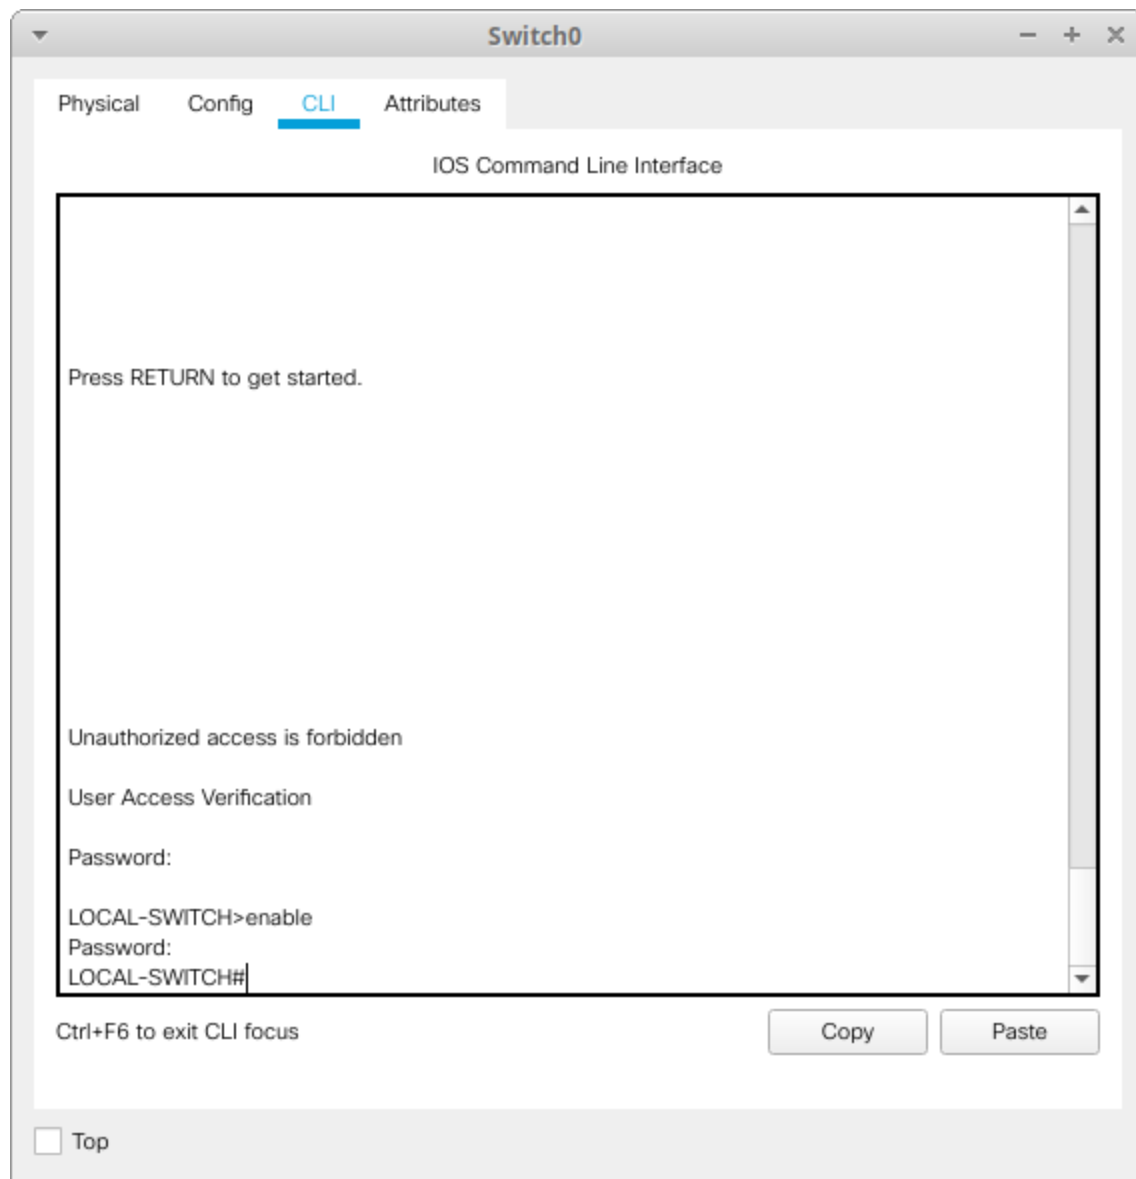 Switch0
Physical Config CLI Attributes
IOS Command Line Interface
Press RETURN to get started.
Unauthorized access is forbidden
User Access Verification
Password:
LOCAL-SWITCH>enable
Password:
LOCAL-SWITCH#
Ctrl+F6 to exit CLI focus Copy Paste
Top